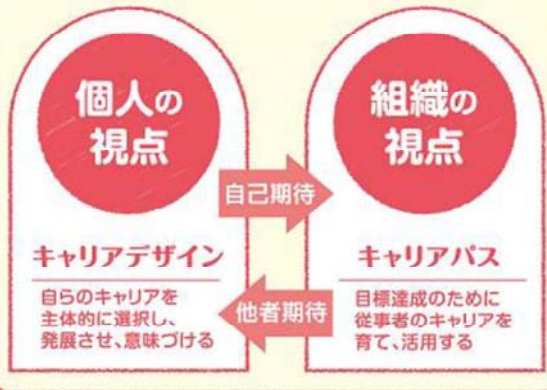 個人の
視点
組織の
視点
自己期待
キャリアデザイン
自らのキャリアを
主体的に選択し、
発展させ、意味づける
他者期待
キャリアパス
目標達成のために
従事者のキャリアを
育て、活用する